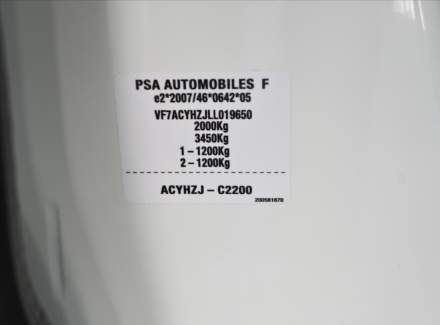 PSA AUTOMOBILES F
e2*2007/46*0642*05
VF7ACYHZJLL019650
2000Kg
3450Kg
1 - 1200Kg
2 - 1200Kg
ACYHZJ - C2200